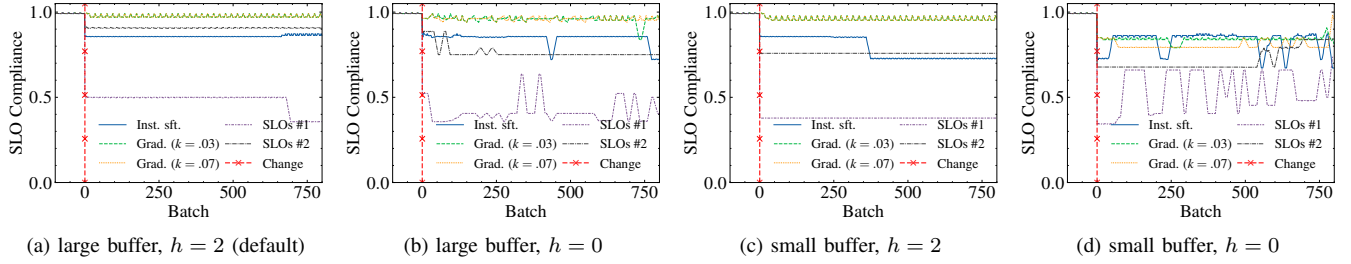 SLO Compliance
1.0
0.5
0.0
Inst. sft.
Grad. (k = .03)
Grad. (k = .07)
SLOs #1
SLOs #2
Change
0
250
500
750
Batch
(a) large buffer, h = 2 (default)
SLO Compliance
1.0
0.5
0.0
Inst. sft.
Grad. (k = .03)
Grad. (k = .07)
SLOs #1
SLOs #2
Change
0
250
500
750
Batch
(b) large buffer, h = 0
SLO Compliance
1.0
0.5
0.0
Inst. sft.
Grad. (k = .03)
Grad. (k = .07)
SLOs #1
SLOs #2
Change
0
250
500
750
Batch
(c) small buffer, h = 2
SLO Compliance
1.0
0.5
0.0
Inst. sft.
Grad. (k = .03)
Grad. (k = .07)
SLOs #1
SLOs #2
Change
0
250
500
750
Batch
(d) small buffer, h = 0